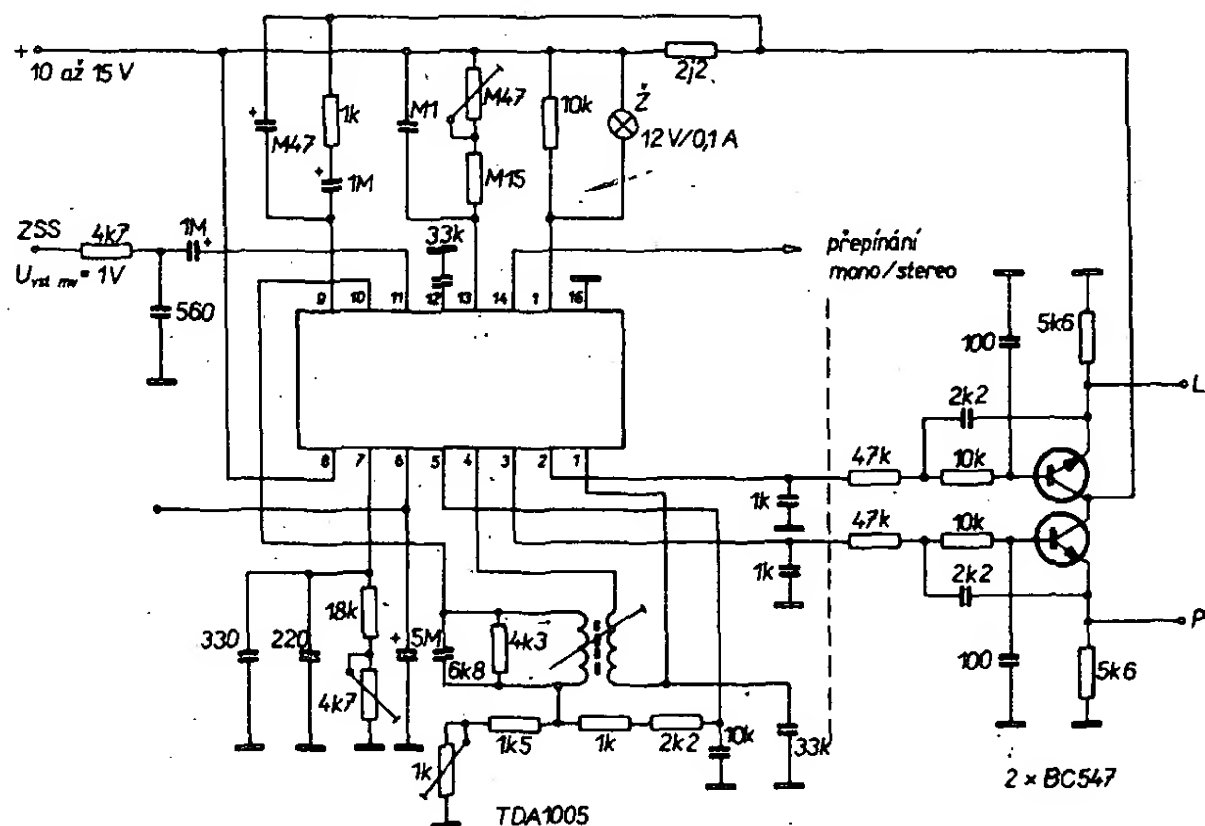 +
10 až 15 V
M47
1k
1M
M1
M47
M15
10k
Ž
12 V/0,1 A
2j2
ZSS
4k7
1M
33k
U vst mv = 1V
560
přepínání
mono/stereo
9 10 11 12 13 14 1 16
8 7 6 5 4 3 2 1
100
5k6
L
2k2
47k
10k
1k
47k
10k
2k2
1k
P
100
5k6
330
220
18k
4k7
5M
6k8
4k3
1k5
1k
2k2
10k
33k
1k
TDA1005
2 × BC547